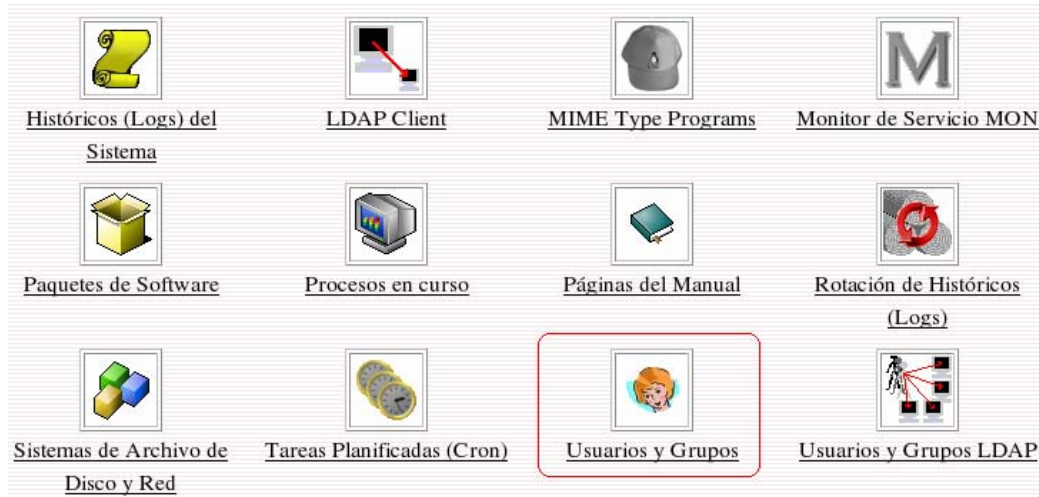 Históricos (Logs) del
Sistema
LDAP Client
MIME Type Programs
Monitor de Servicio MON
Paquetes de Software
Procesos en curso
Páginas del Manual
Rotación de Históricos
(Logs)
Sistemas de Archivo de
Disco y Red
Tareas Planificadas (Cron)
Usuarios y Grupos
Usuarios y Grupos LDAP